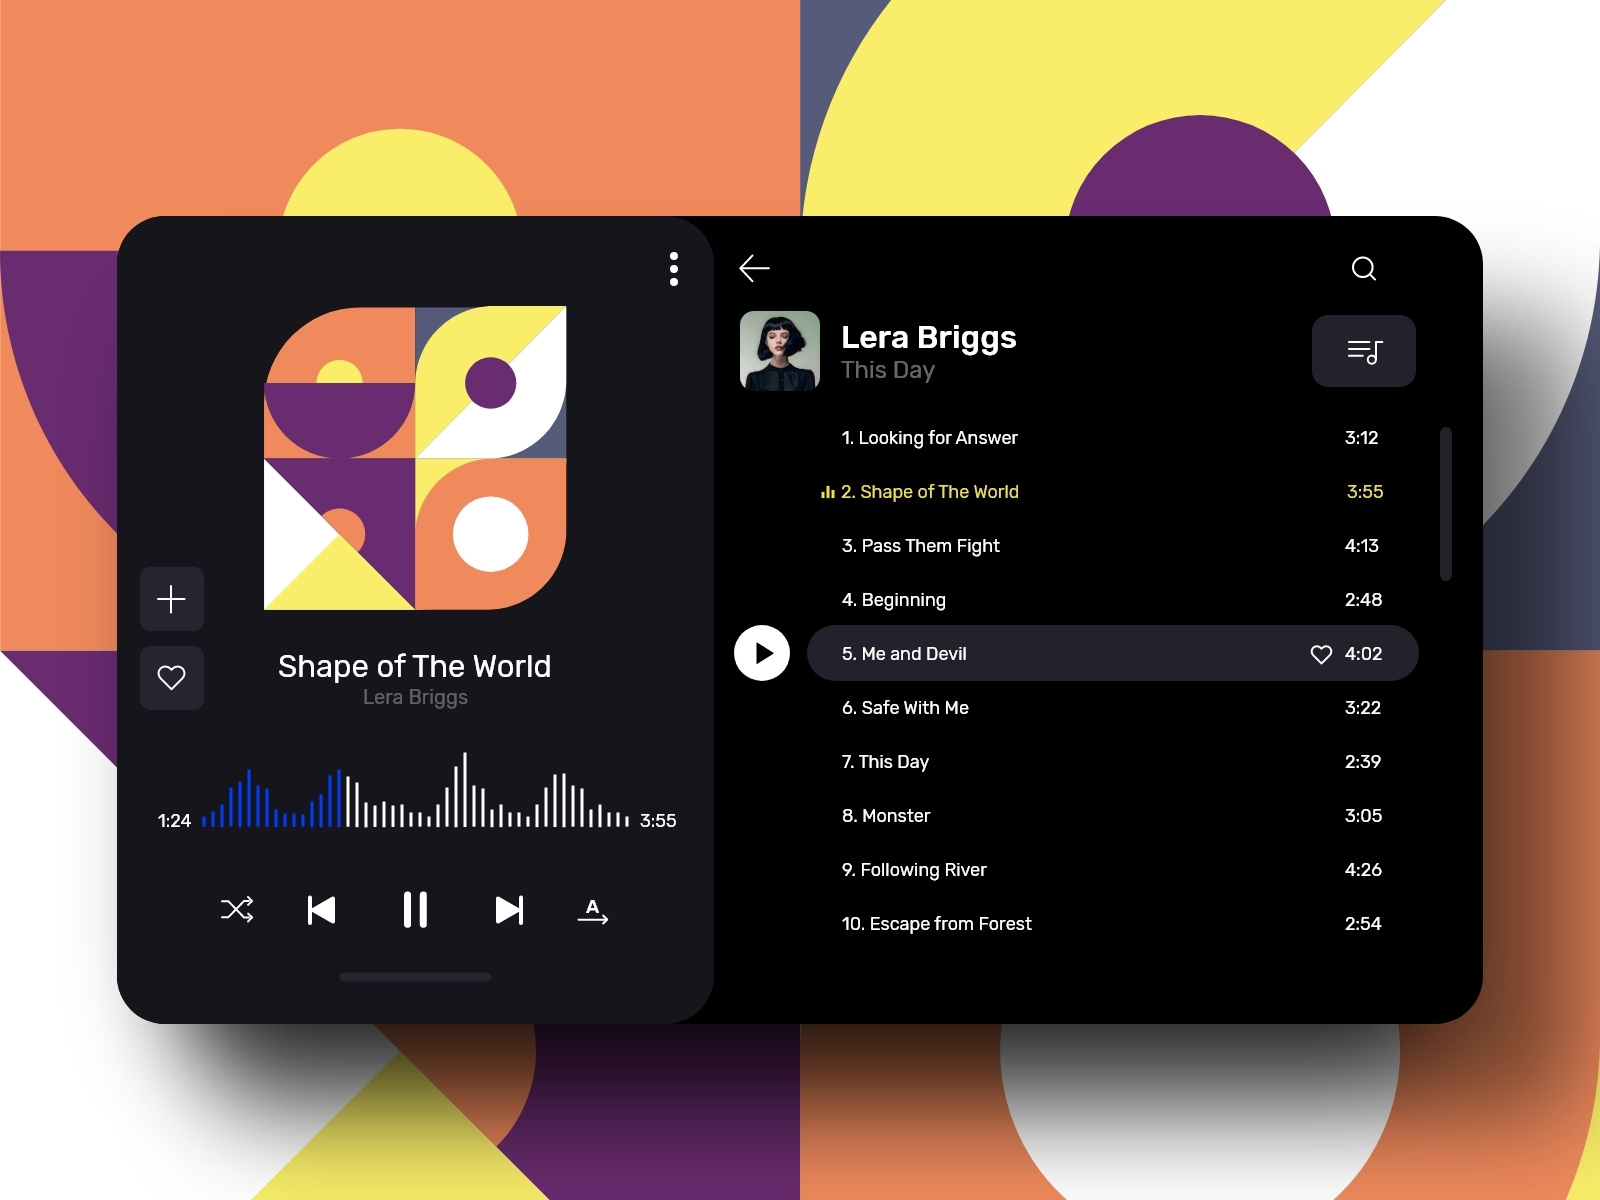 Shape of The World
Lera Briggs
1:24
3:55
A
Lera Briggs
This Day
1. Looking for Answer 3:12
2. Shape of The World 3:55
3. Pass Them Fight 4:13
4. Beginning 2:48
5. Me and Devil 4:02
6. Safe With Me 3:22
7. This Day 2:39
8. Monster 3:05
9. Following River 4:26
10. Escape from Forest 2:54